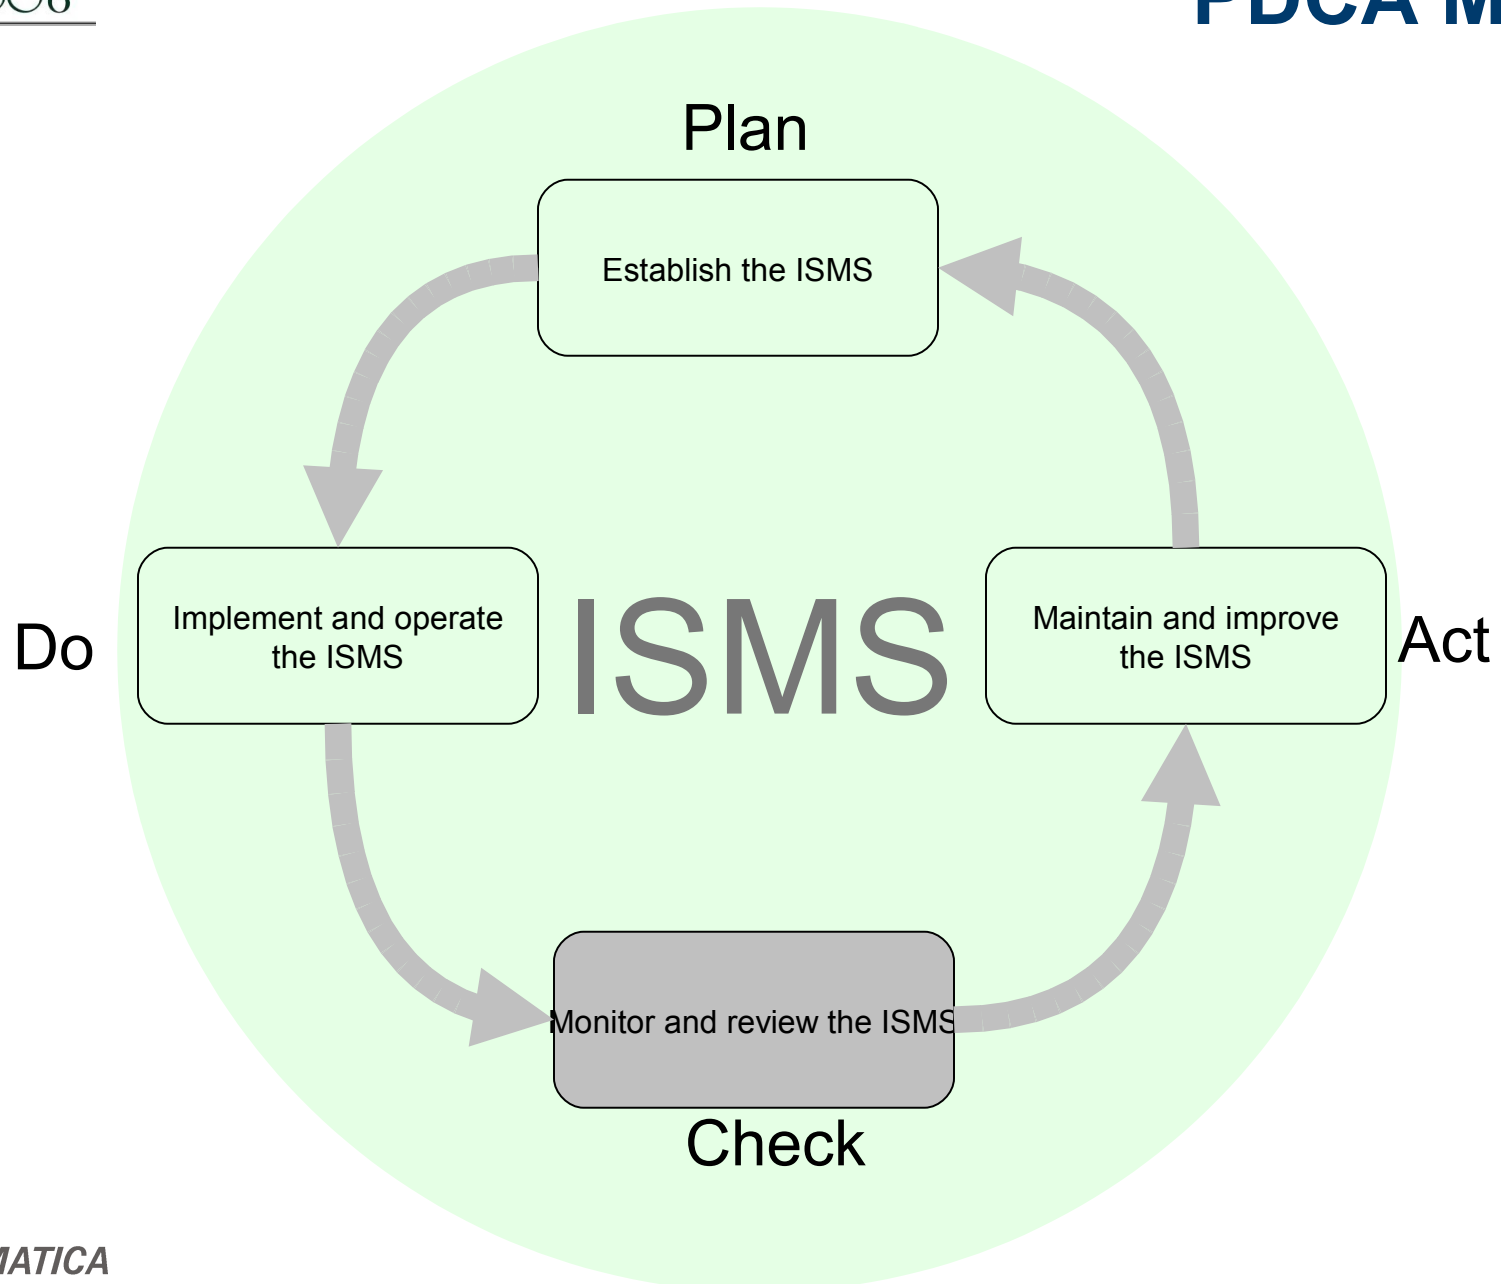 PDCA M
Plan
Establish the ISMS
Do
Implement and operate
the ISMS
ISMS
Maintain and improve
the ISMS
Act
Monitor and review the ISMS
Check
MATICA